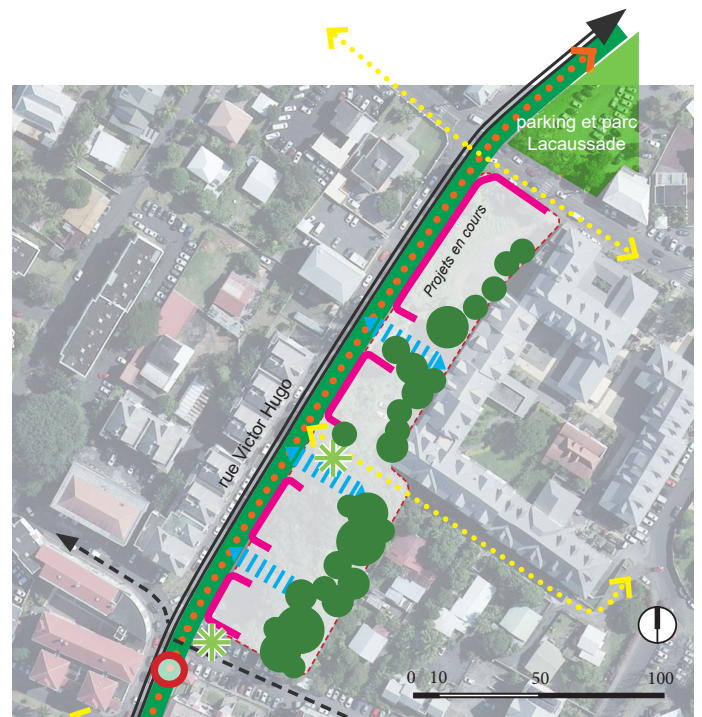 parking et parc
Lacaussade
Projets en cours
rue Victor Hugo
0 10 50 100